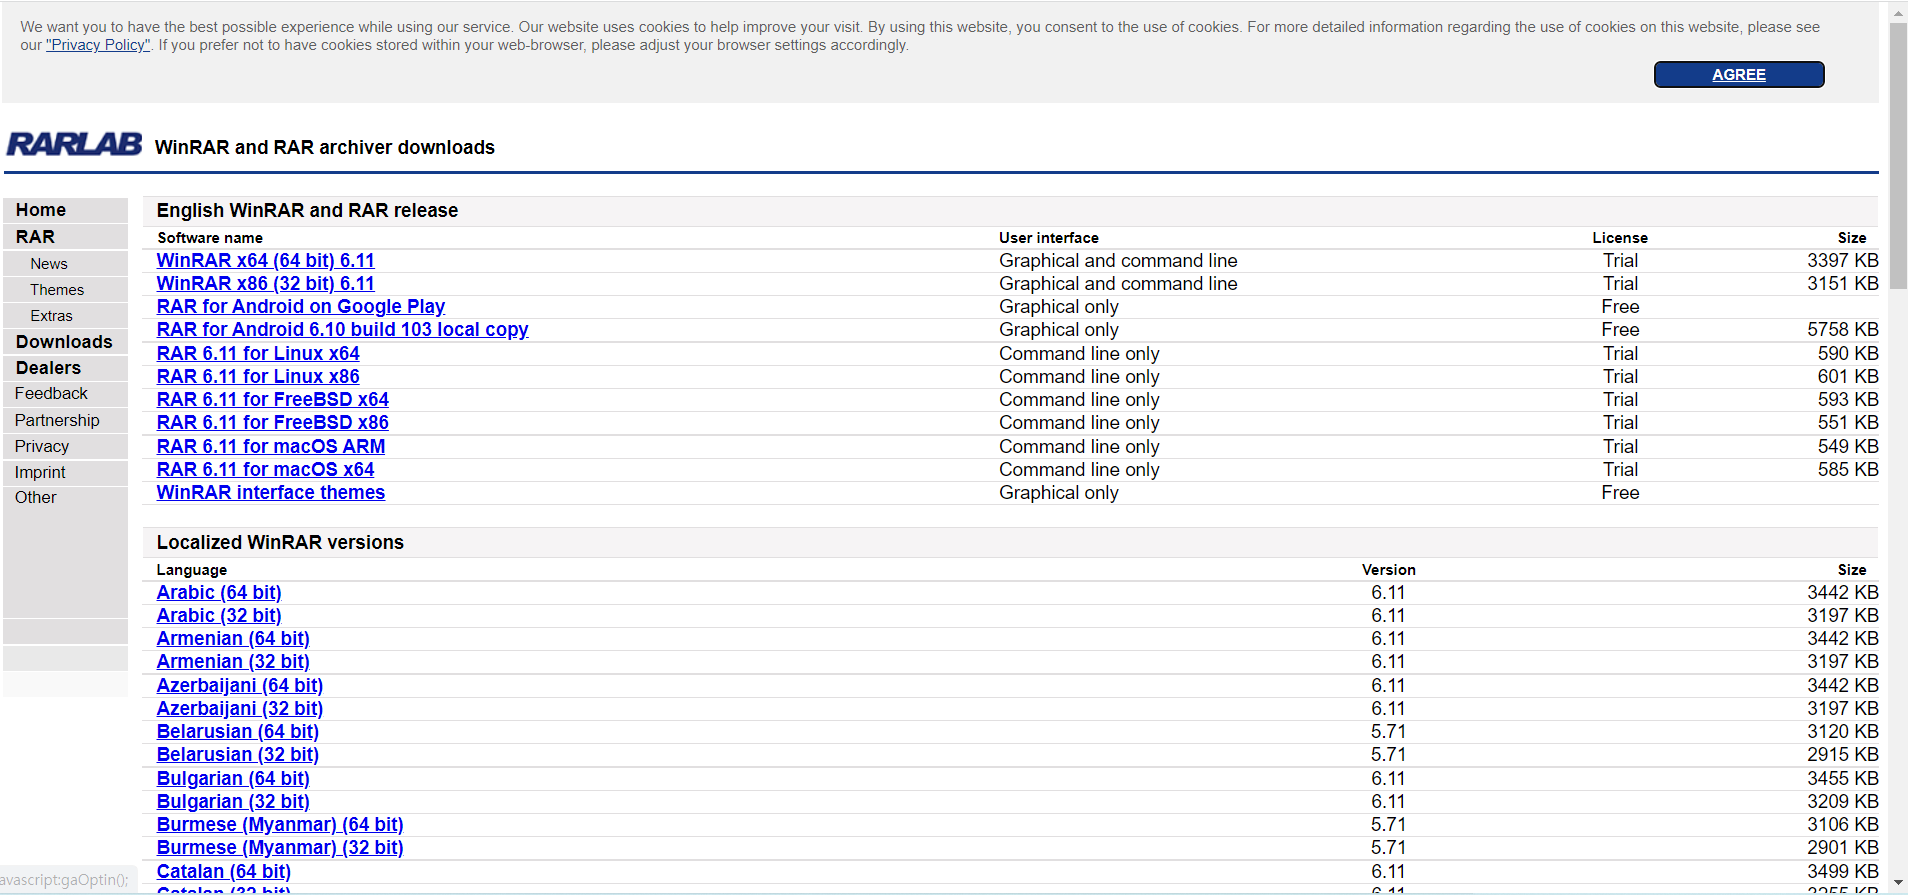 We want you to have the best possible experience while using our service. Our website uses cookies to help improve your visit. By using this website, you consent to the use of cookies. For more detailed information regarding the use of cookies on this website, please see
our "Privacy Policy". If you prefer not to have cookies stored within your web-browser, please adjust your browser settings accordingly.
AGREE
RARLAB WinRAR and RAR archiver downloads
Home
RAR
News
Themes
Extras
Downloads
Dealers
Feedback
Partnership
Privacy
Imprint
Other
English WinRAR and RAR release
Software name User interface License Size
WinRAR x64 (64 bit) 6.11 Graphical and command line Trial 3397 KB
WinRAR x86 (32 bit) 6.11 Graphical and command line Trial 3151 KB
RAR for Android on Google Play Graphical only Free
RAR for Android 6.10 build 103 local copy Graphical only Free 5758 KB
RAR 6.11 for Linux x64 Command line only Trial 590 KB
RAR 6.11 for Linux x86 Command line only Trial 601 KB
RAR 6.11 for FreeBSD x64 Command line only Trial 593 KB
RAR 6.11 for FreeBSD x86 Command line only Trial 551 KB
RAR 6.11 for macOS ARM Command line only Trial 549 KB
RAR 6.11 for macOS x64 Command line only Trial 585 KB
WinRAR interface themes Graphical only Free
Localized WinRAR versions
Language Version Size
Arabic (64 bit) 6.11 3442 KB
Arabic (32 bit) 6.11 3197 KB
Armenian (64 bit) 6.11 3442 KB
Armenian (32 bit) 6.11 3197 KB
Azerbaijani (64 bit) 6.11 3442 KB
Azerbaijani (32 bit) 6.11 3197 KB
Belarusian (64 bit) 5.71 3120 KB
Belarusian (32 bit) 5.71 2915 KB
Bulgarian (64 bit) 6.11 3455 KB
Bulgarian (32 bit) 6.11 3209 KB
Burmese (Myanmar) (64 bit) 5.71 3106 KB
Burmese (Myanmar) (32 bit) 5.71 2901 KB
Catalan (64 bit) 6.11 3499 KB
Catalan (32 bit) 6.11 3255 KB
avascript:gaOptin();